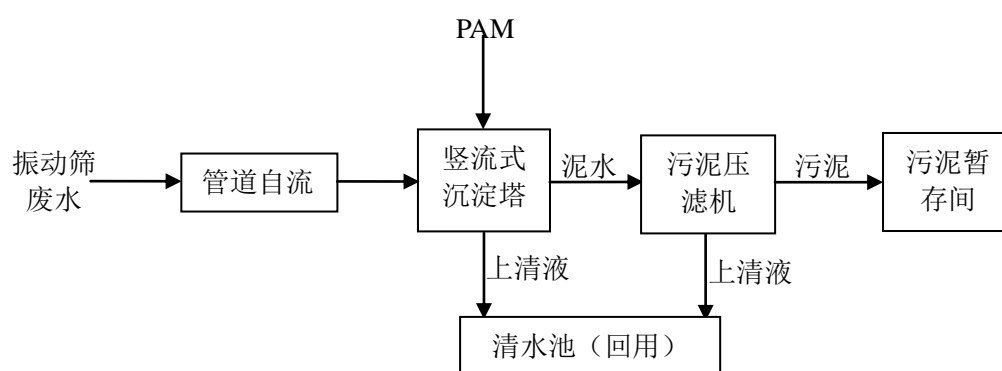 PAM
振动筛
废水
管道自流
竖流式
沉淀塔
泥水
污泥压
滤机
污泥
污泥暂
存间
上清液
上清液
清水池（回用）